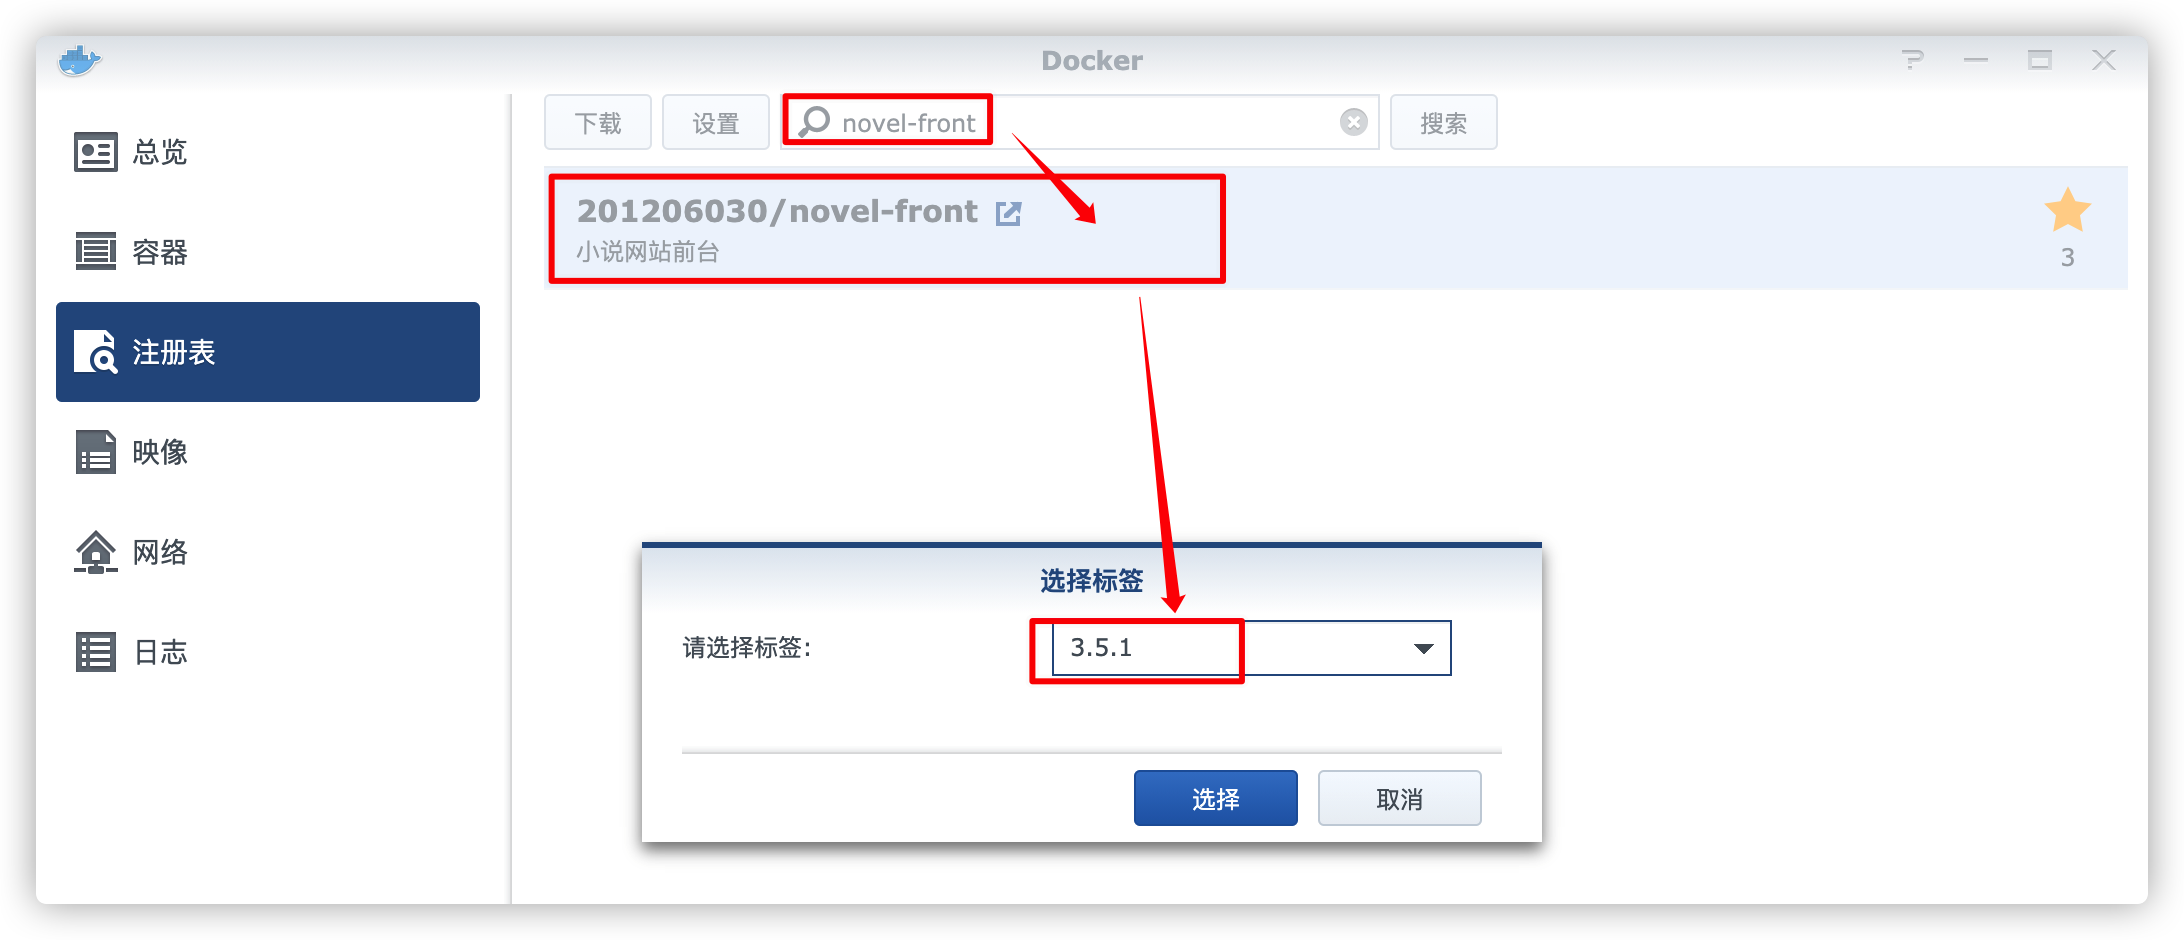 Docker
总览
容器
注册表
映像
网络
日志
下载
设置
novel-front
搜索
201206030/novel-front
小说网站前台
3
选择标签
请选择标签:
3.5.1
选择
取消